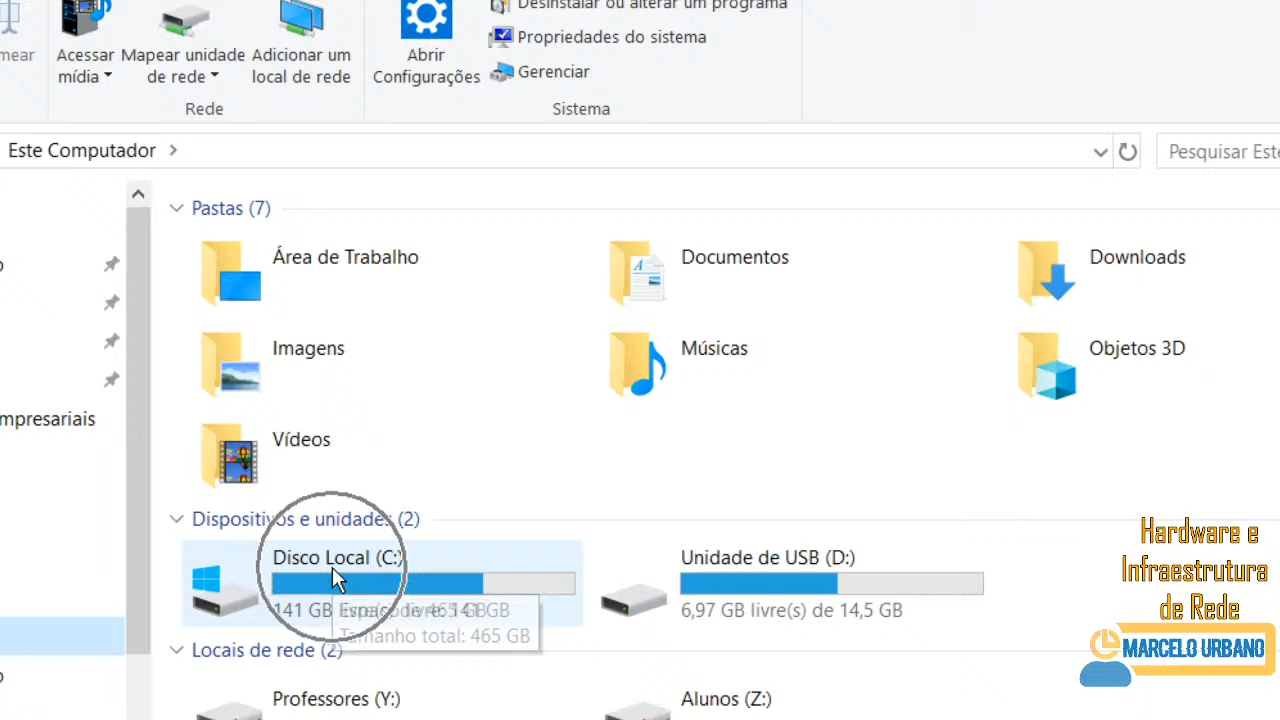 Desinstalar ou alterar um programa
mear
Acessar
mídia
Mapear unidade
de rede
Adicionar um
local de rede
Abrir
Configurações
Propriedades do sistema
Gerenciar
Rede
Sistema
Este Computador
Pesquisar Este
Pastas (7)
Área de Trabalho
Documentos
Downloads
Imagens
Músicas
Objetos 3D
mpresariais
Vídeos
Dispositivos e unidades (2)
Disco Local (C:)
141 GB
Espaço livre: 141 GB
Tamanho total: 465 GB
Unidade de USB (D:)
6,97 GB livre(s) de 14,5 GB
Locais de rede (2)
Professores (Y:)
Alunos (Z:)
Hardware e
Infraestrutura
de Rede
MARCELO URBANO